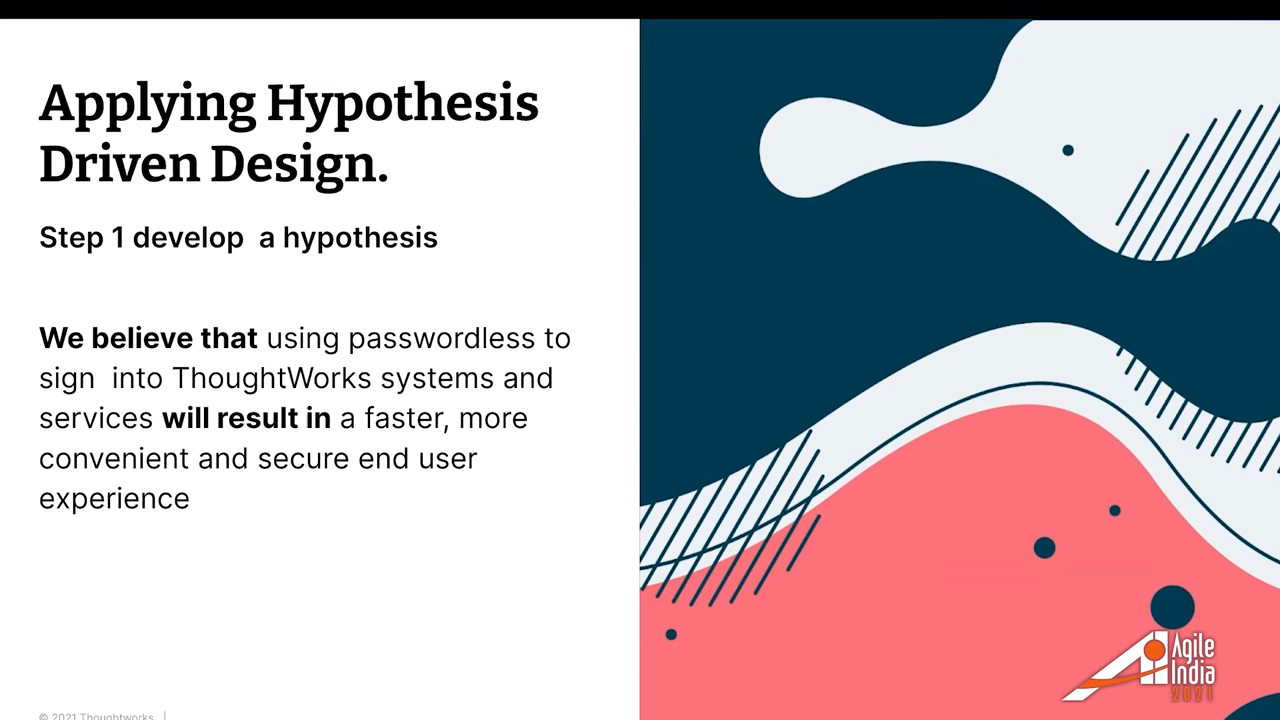 Applying Hypothesis
Driven Design.
Step 1 develop  a hypothesis
We believe that using passwordless to
sign  into ThoughtWorks systems and
services will result in a faster, more
convenient and secure end user
experience
© 2021 Thoughtworks |
Agile
India
2021